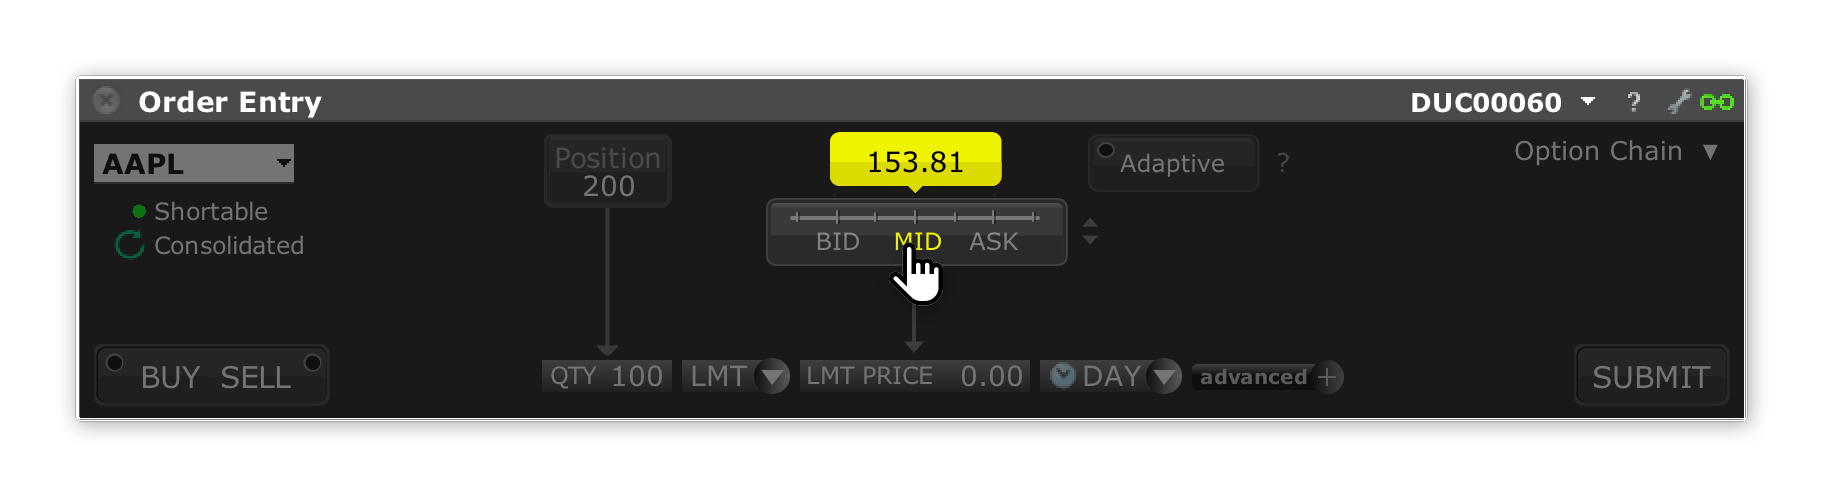 Order Entry
DUC00060 ?
AAPL
Shortable
Consolidated
Position
200
153.81
BID MID ASK
Adaptive ?
Option Chain
BUY SELL
QTY 100
LMT
LMT PRICE 0.00
DAY
advanced +
SUBMIT